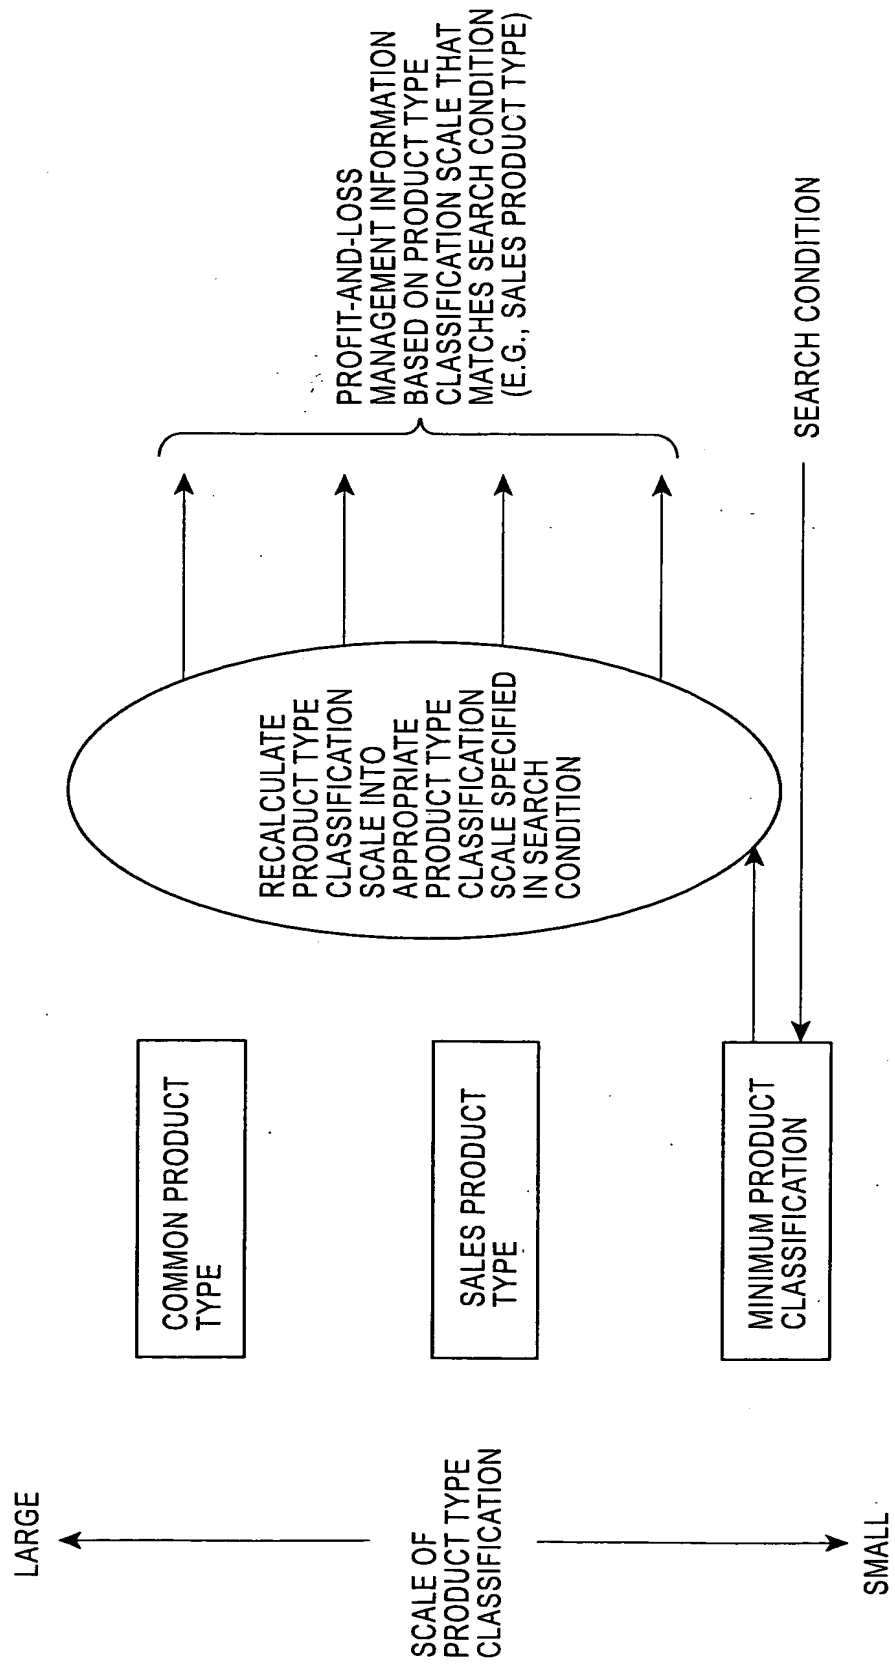 LARGE
SCALE OF
PRODUCT TYPE
CLASSIFICATION
SMALL
COMMON PRODUCT
TYPE
SALES PRODUCT
TYPE
MINIMUM PRODUCT
CLASSIFICATION
RECALCULATE
PRODUCT TYPE
CLASSIFICATION
SCALE INTO
APPROPRIATE
PRODUCT TYPE
CLASSIFICATION
SCALE SPECIFIED
IN SEARCH
CONDITION
PROFIT-AND-LOSS
MANAGEMENT INFORMATION
BASED ON PRODUCT TYPE
CLASSIFICATION SCALE THAT
MATCHES SEARCH CONDITION
(E.G., SALES PRODUCT TYPE)
SEARCH CONDITION